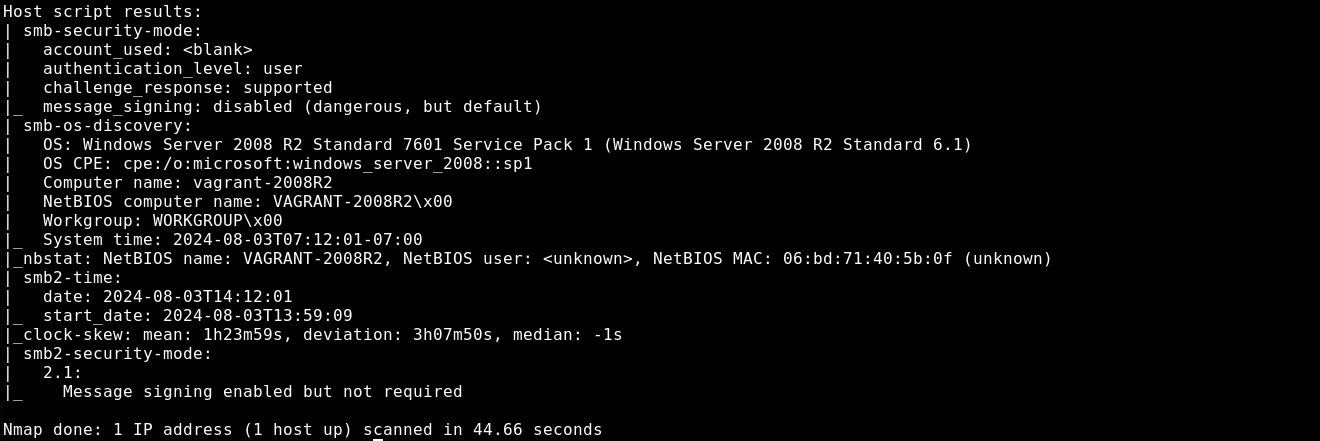 Host script results:
| smb-security-mode:
|   account_used: <blank>
|   authentication_level: user
|   challenge_response: supported
|_  message_signing: disabled (dangerous, but default)
| smb-os-discovery:
|   OS: Windows Server 2008 R2 Standard 7601 Service Pack 1 (Windows Server 2008 R2 Standard 6.1)
|   OS CPE: cpe:/o:microsoft:windows_server_2008::sp1
|   Computer name: vagrant-2008R2
|   NetBIOS computer name: VAGRANT-2008R2\x00
|   Workgroup: WORKGROUP\x00
|_  System time: 2024-08-03T07:12:01-07:00
|_nbstat: NetBIOS name: VAGRANT-2008R2, NetBIOS user: <unknown>, NetBIOS MAC: 06:bd:71:40:5b:0f (unknown)
| smb2-time:
|   date: 2024-08-03T14:12:01
|_  start_date: 2024-08-03T13:59:09
|_clock-skew: mean: 1h23m59s, deviation: 3h07m50s, median: -1s
| smb2-security-mode:
|   2.1:
|_    Message signing enabled but not required
Nmap done: 1 IP address (1 host up) scanned in 44.66 seconds